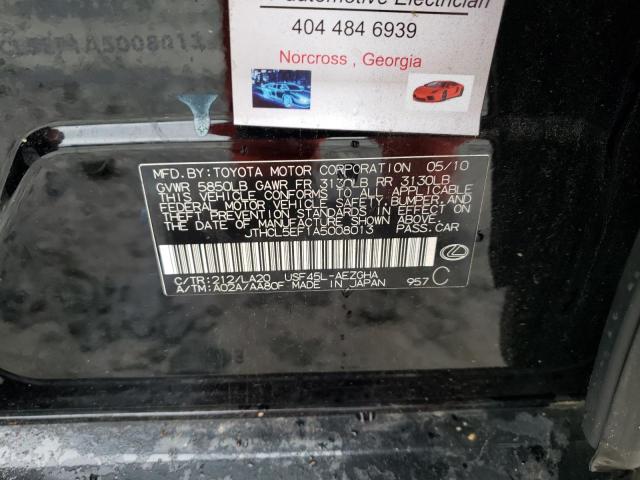 Automotive Electrician
404 484 6939
Norcross , Georgia
MFD. BY: TOYOTA MOTOR CORPORATION 05/10
GVWR 5850LB GAWR FR 3130LB RR 3130LB
THIS VEHICLE CONFORMS TO ALL APPLICABLE
FEDERAL MOTOR VEHICLE SAFETY, BUMPER, AND
THEFT PREVENTION STANDARDS IN EFFECT ON
THE DATE OF MANUFACTURE SHOWN ABOVE.
JTHCL5EF1A5008013 PASS. CAR
C/TR:212/LA20 USF45L-AEZGHA
A/TM:A02A/AA80F MADE IN JAPAN 957 C